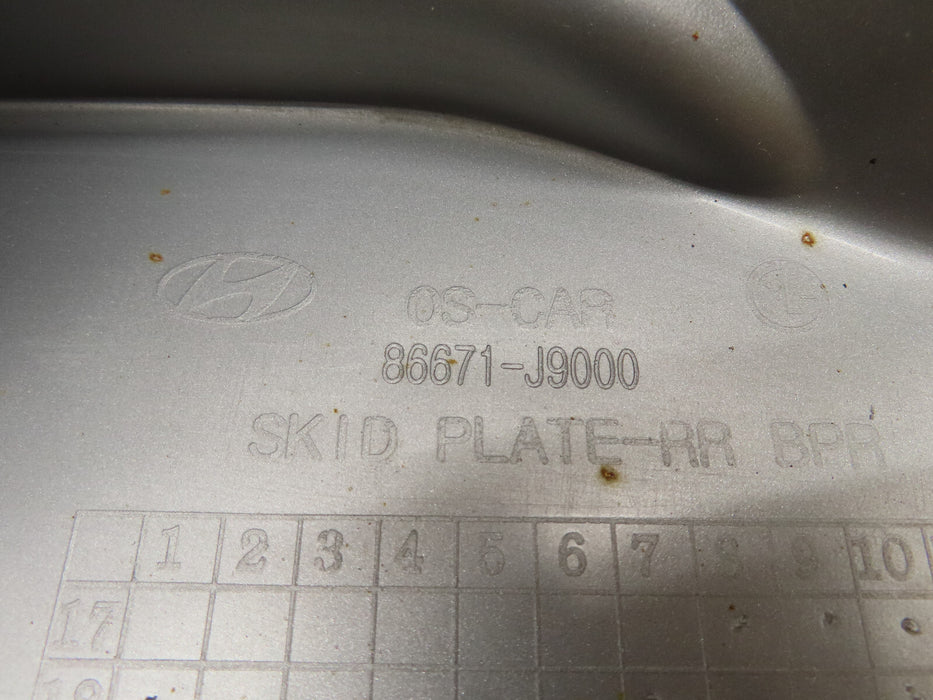 OS-CAR
86671-J9000
SKID PLATE-RR BPR
1 2 3 4 5 6 7 8 9 10
17
18